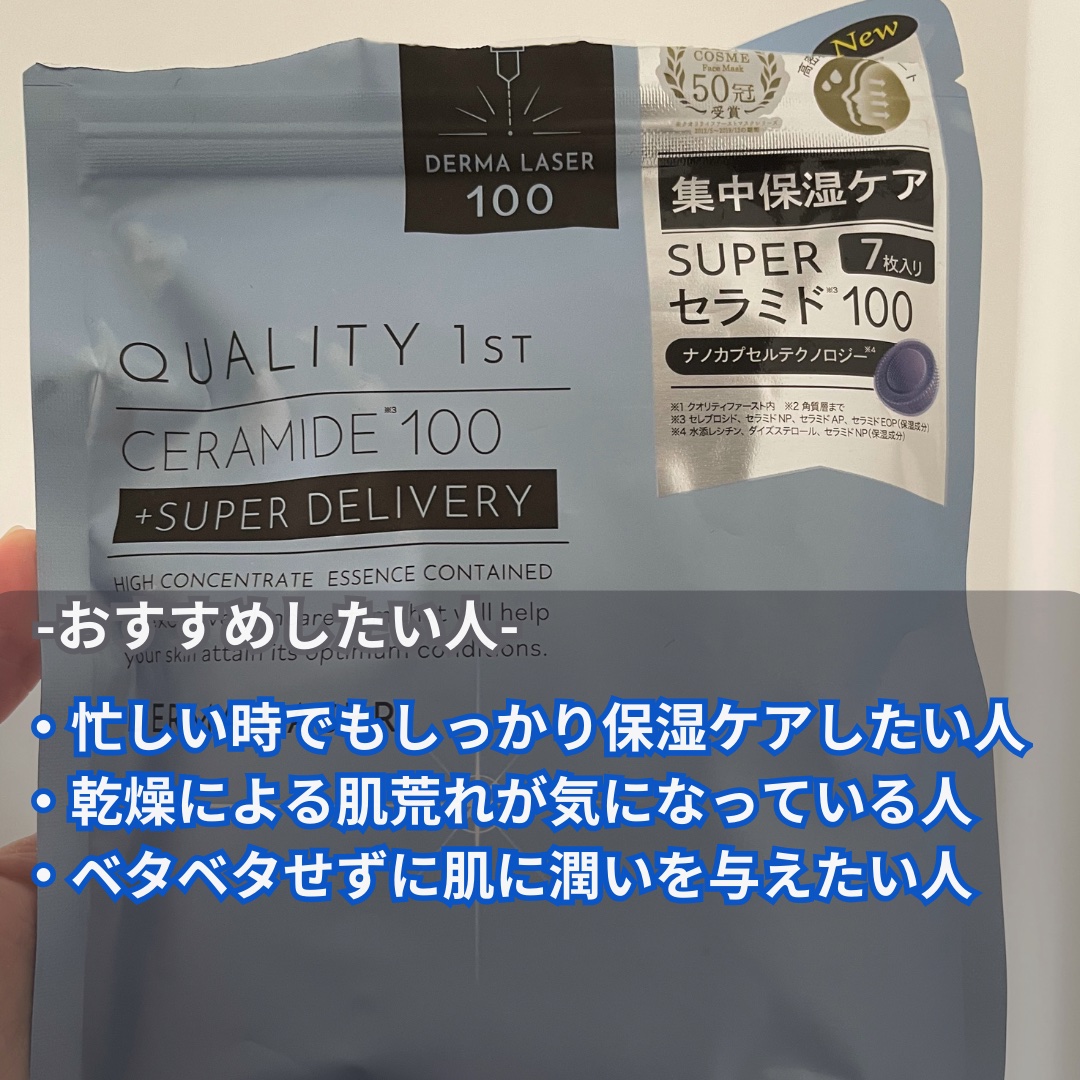 New
COSME
Face Mask
50冠
受賞
DERMA LASER
100
集中保湿ケア
SUPER
7枚入り
セラミド※3 100
ナノカプセルテクノロジー※4
※1 クオリティファースト内 ※2 角質層まで
※3 セレブロシド、セラミドNP、セラミドAP、セラミドEOP(保湿成分)
※4 水添レシチン、ダイズステロール、セラミドNP(保湿成分)
QUALITY 1ST
CERAMIDE※3 100
+SUPER DELIVERY
HIGH CONCENTRATE ESSENCE CONTAINED
help
-おすすめしたい人-
your skin attain its optimum conditions.
・忙しい時でもしっかり保湿ケアしたい人
・乾燥による肌荒れが気になっている人
・ベタベタせずに肌に潤いを与えたい人